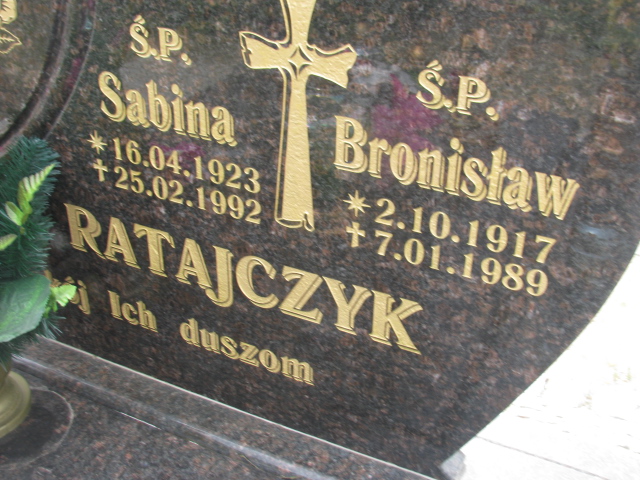 Ś.P.
Sabina
* 16.04.1923
+ 25.02.1992
Ś.P.
Bronisław
* 2.10.1917
+ 7.01.1989
RATAJCZYK
Ich duszom